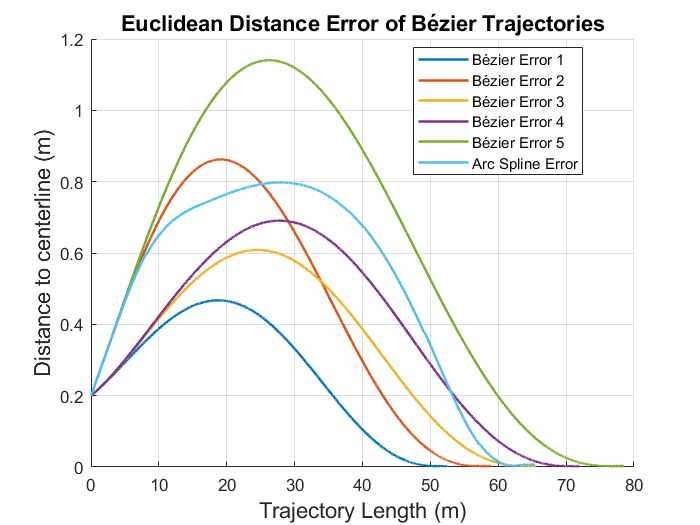 Euclidean Distance Error of Bézier Trajectories
Bézier Error 1
Bézier Error 2
Bézier Error 3
Bézier Error 4
Bézier Error 5
Arc Spline Error
Distance to centerline (m)
1.2
1
0.8
0.6
0.4
0.2
0
0 10 20 30 40 50 60 70 80
Trajectory Length (m)